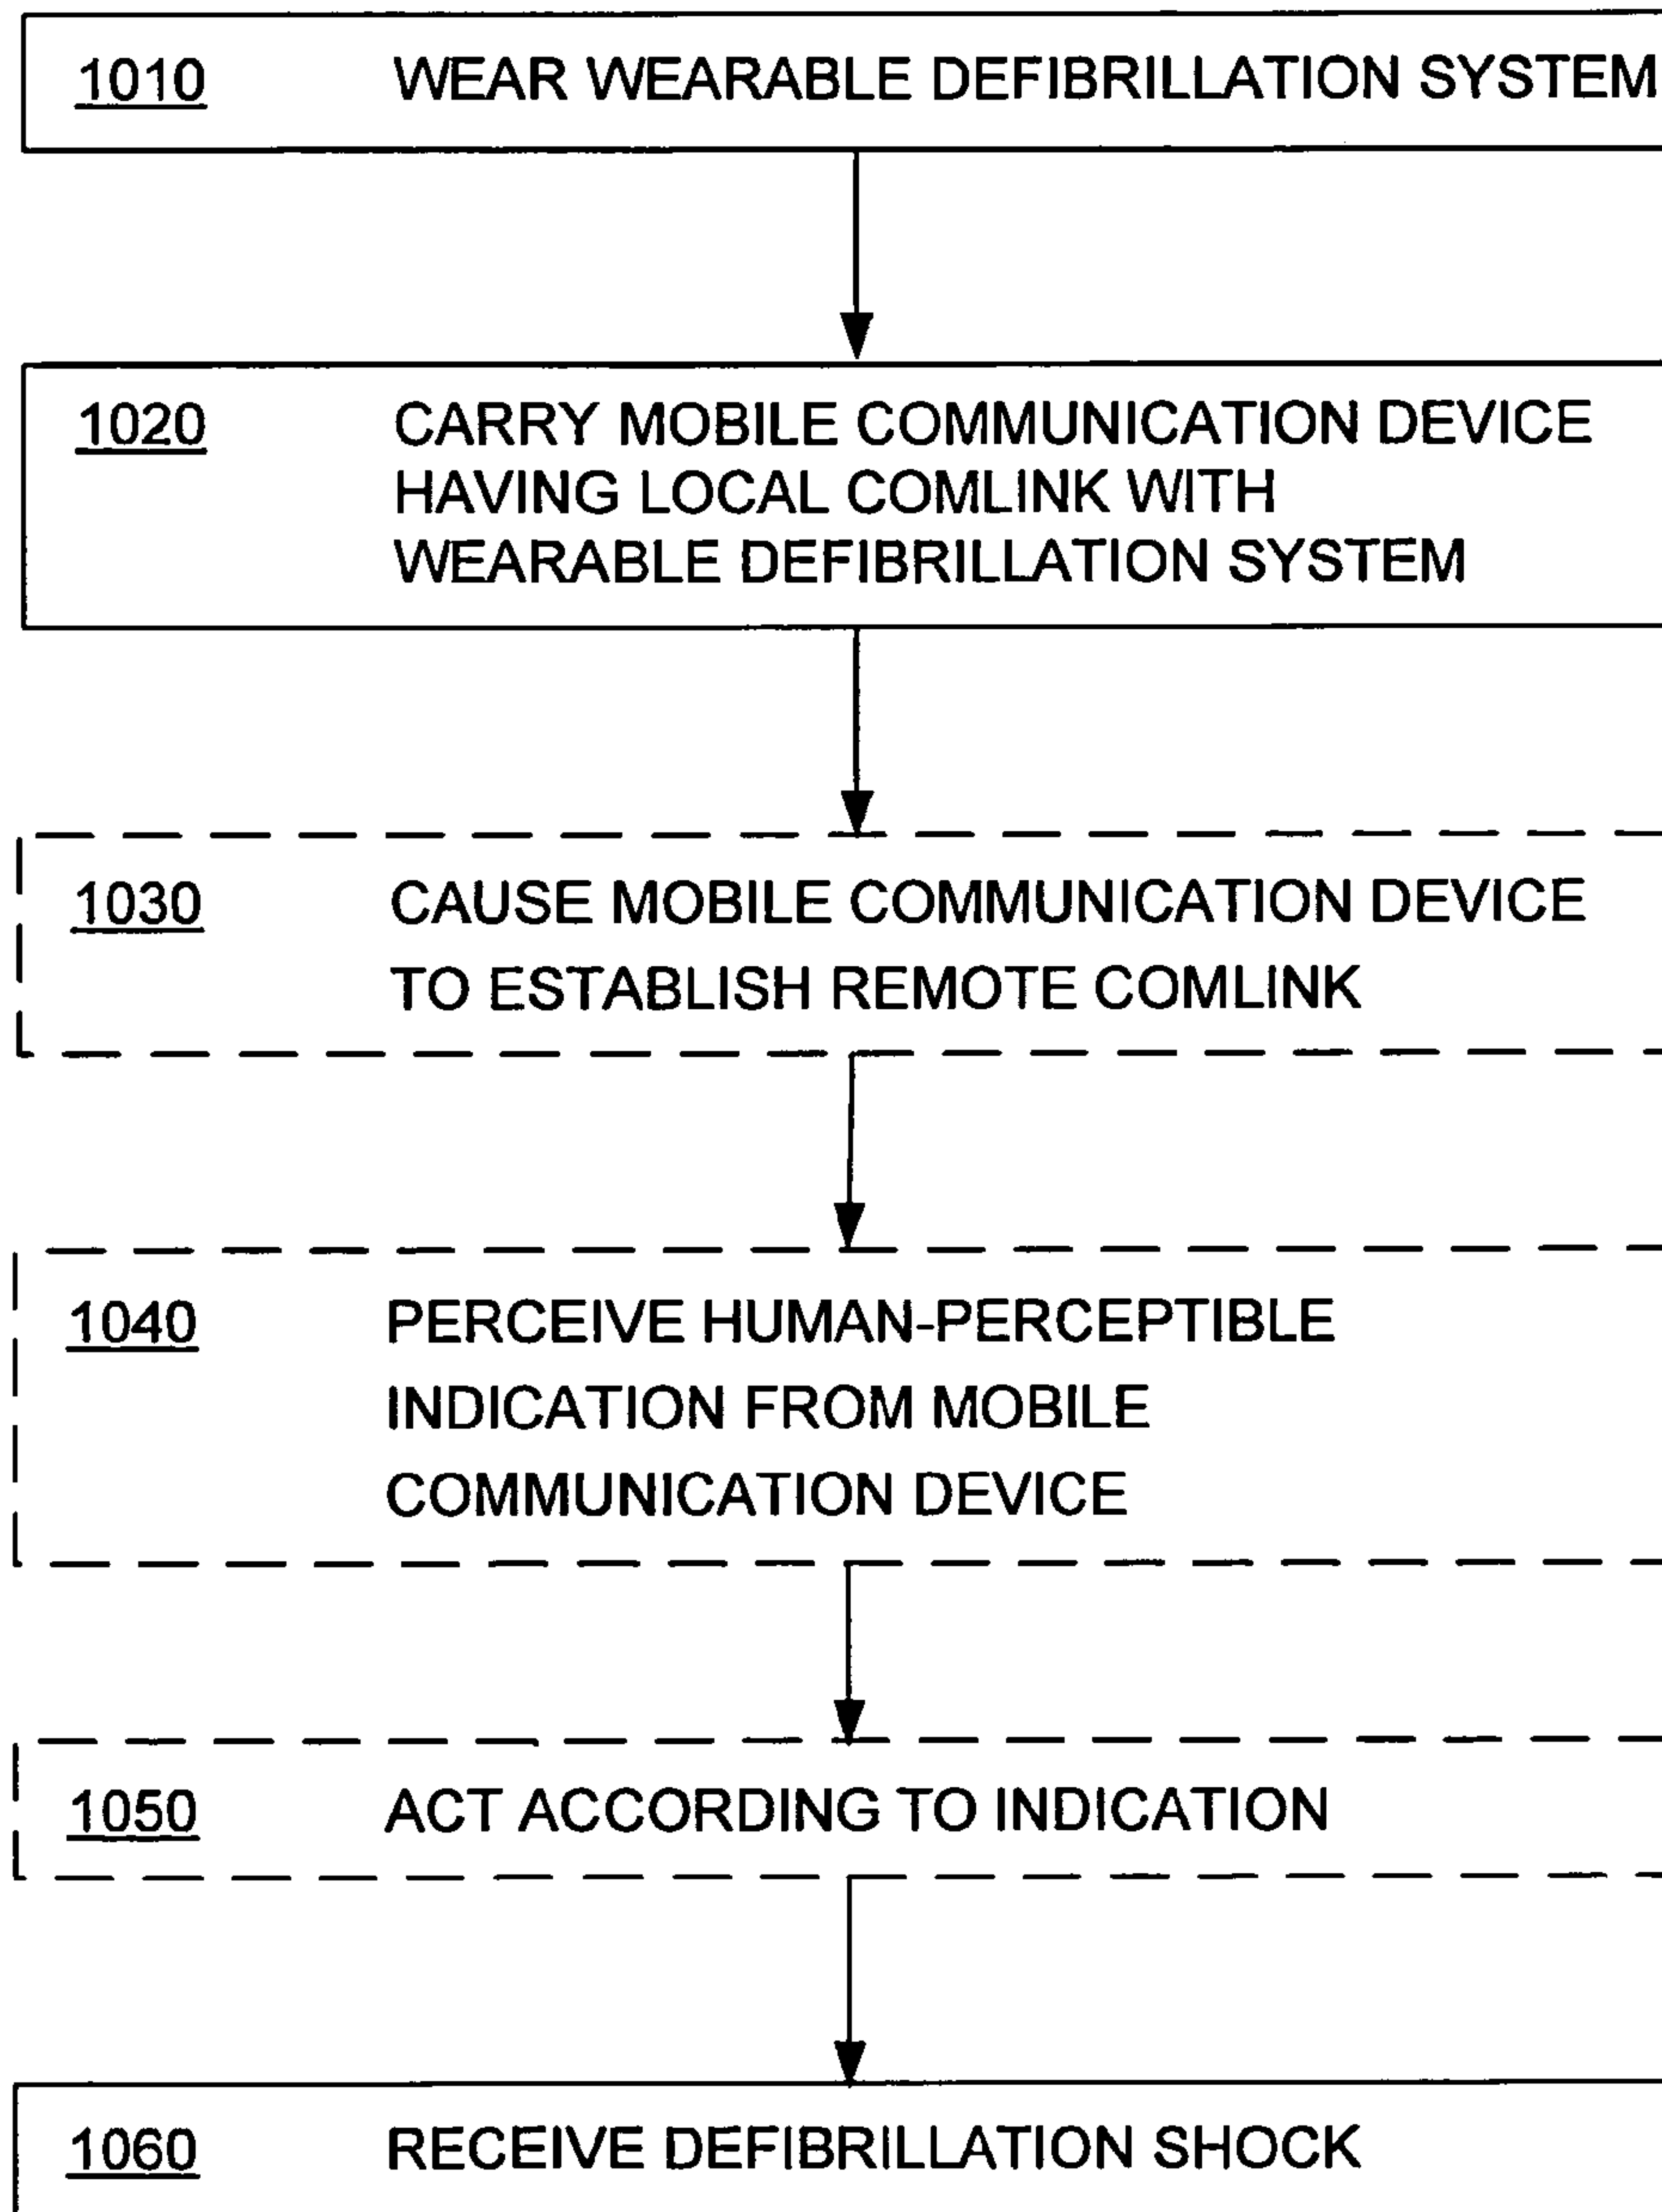 1010 WEAR WEARABLE DEFIBRILLATION SYSTEM
1020 CARRY MOBILE COMMUNICATION DEVICE
HAVING LOCAL COMLINK WITH
WEARABLE DEFIBRILLATION SYSTEM
1030 CAUSE MOBILE COMMUNICATION DEVICE
TO ESTABLISH REMOTE COMLINK
1040 PERCEIVE HUMAN-PERCEPTIBLE
INDICATION FROM MOBILE
COMMUNICATION DEVICE
1050 ACT ACCORDING TO INDICATION
1060 RECEIVE DEFIBRILLATION SHOCK